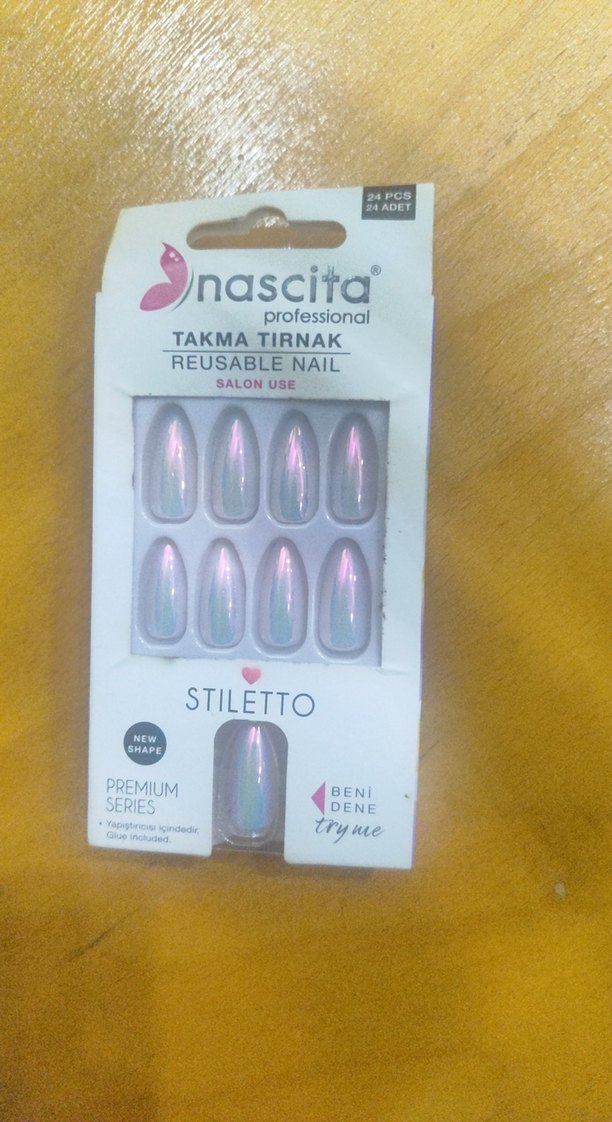 24 PCS
24 ADET
nascita®
professional
TAKMA TIRNAK
REUSABLE NAIL
SALON USE
STILETTO
NEW
SHAPE
PREMIUM
SERIES
• Yapıştırıcısı içindedir.
Glue included.
BENİ
DENE
try me